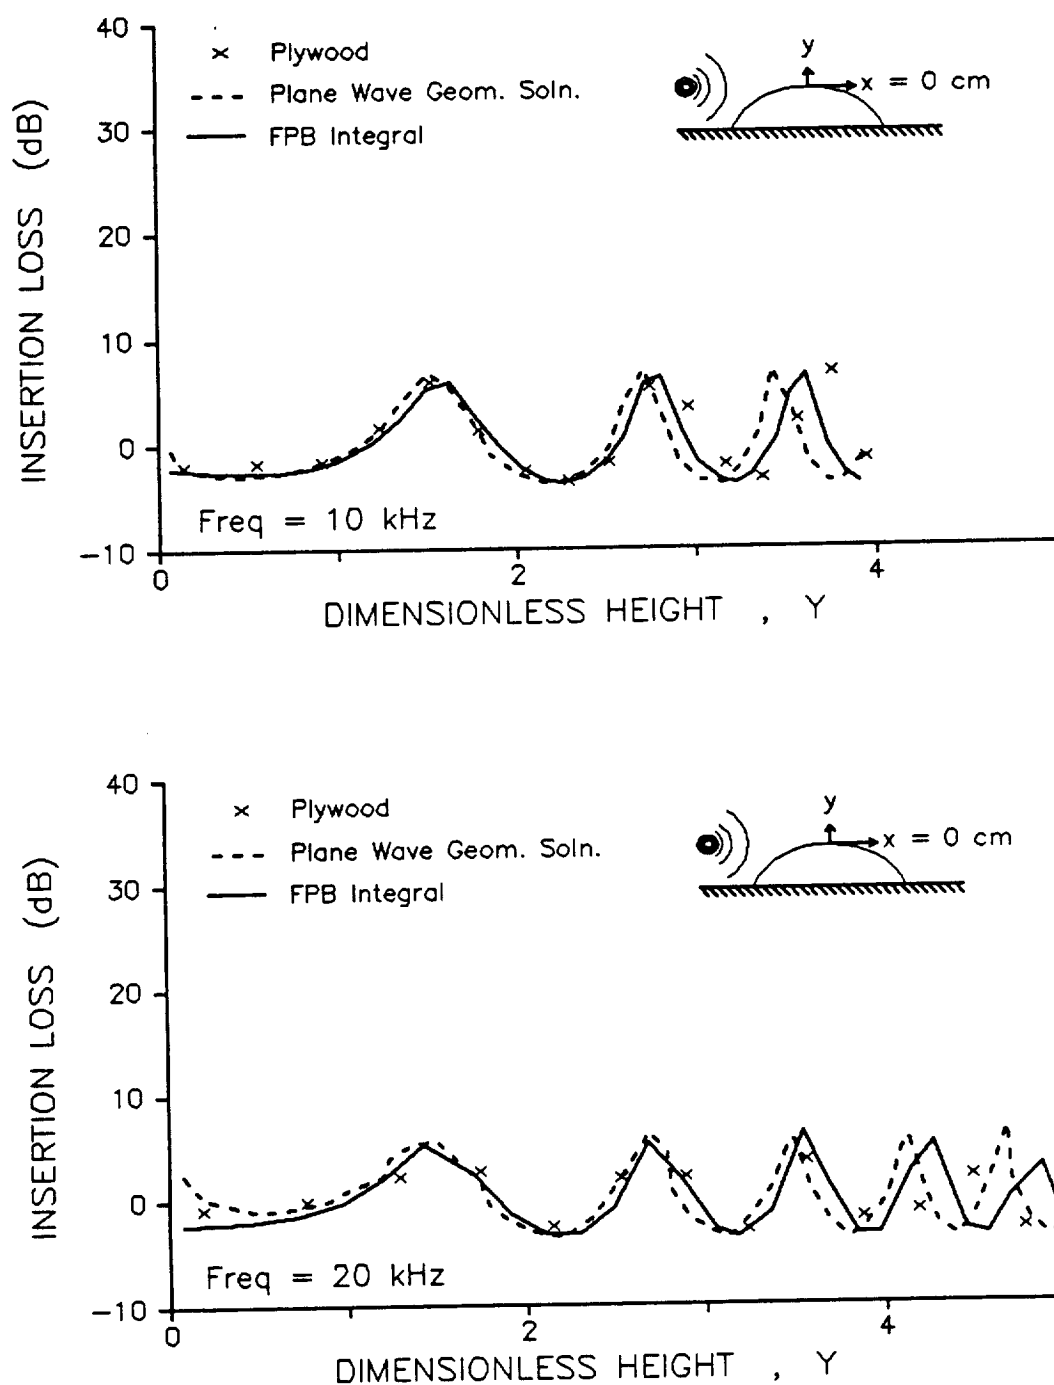 40
× Plywood
--- Plane Wave Geom. Soln.
FPB Integral
y
x = 0 cm
30
20
10
0
-10
INSERTION LOSS (dB)
Freq = 10 kHz
0 2 4
DIMENSIONLESS HEIGHT , Y
40
× Plywood
--- Plane Wave Geom. Soln.
FPB Integral
y
x = 0 cm
30
20
10
0
-10
INSERTION LOSS (dB)
Freq = 20 kHz
0 2 4
DIMENSIONLESS HEIGHT , Y